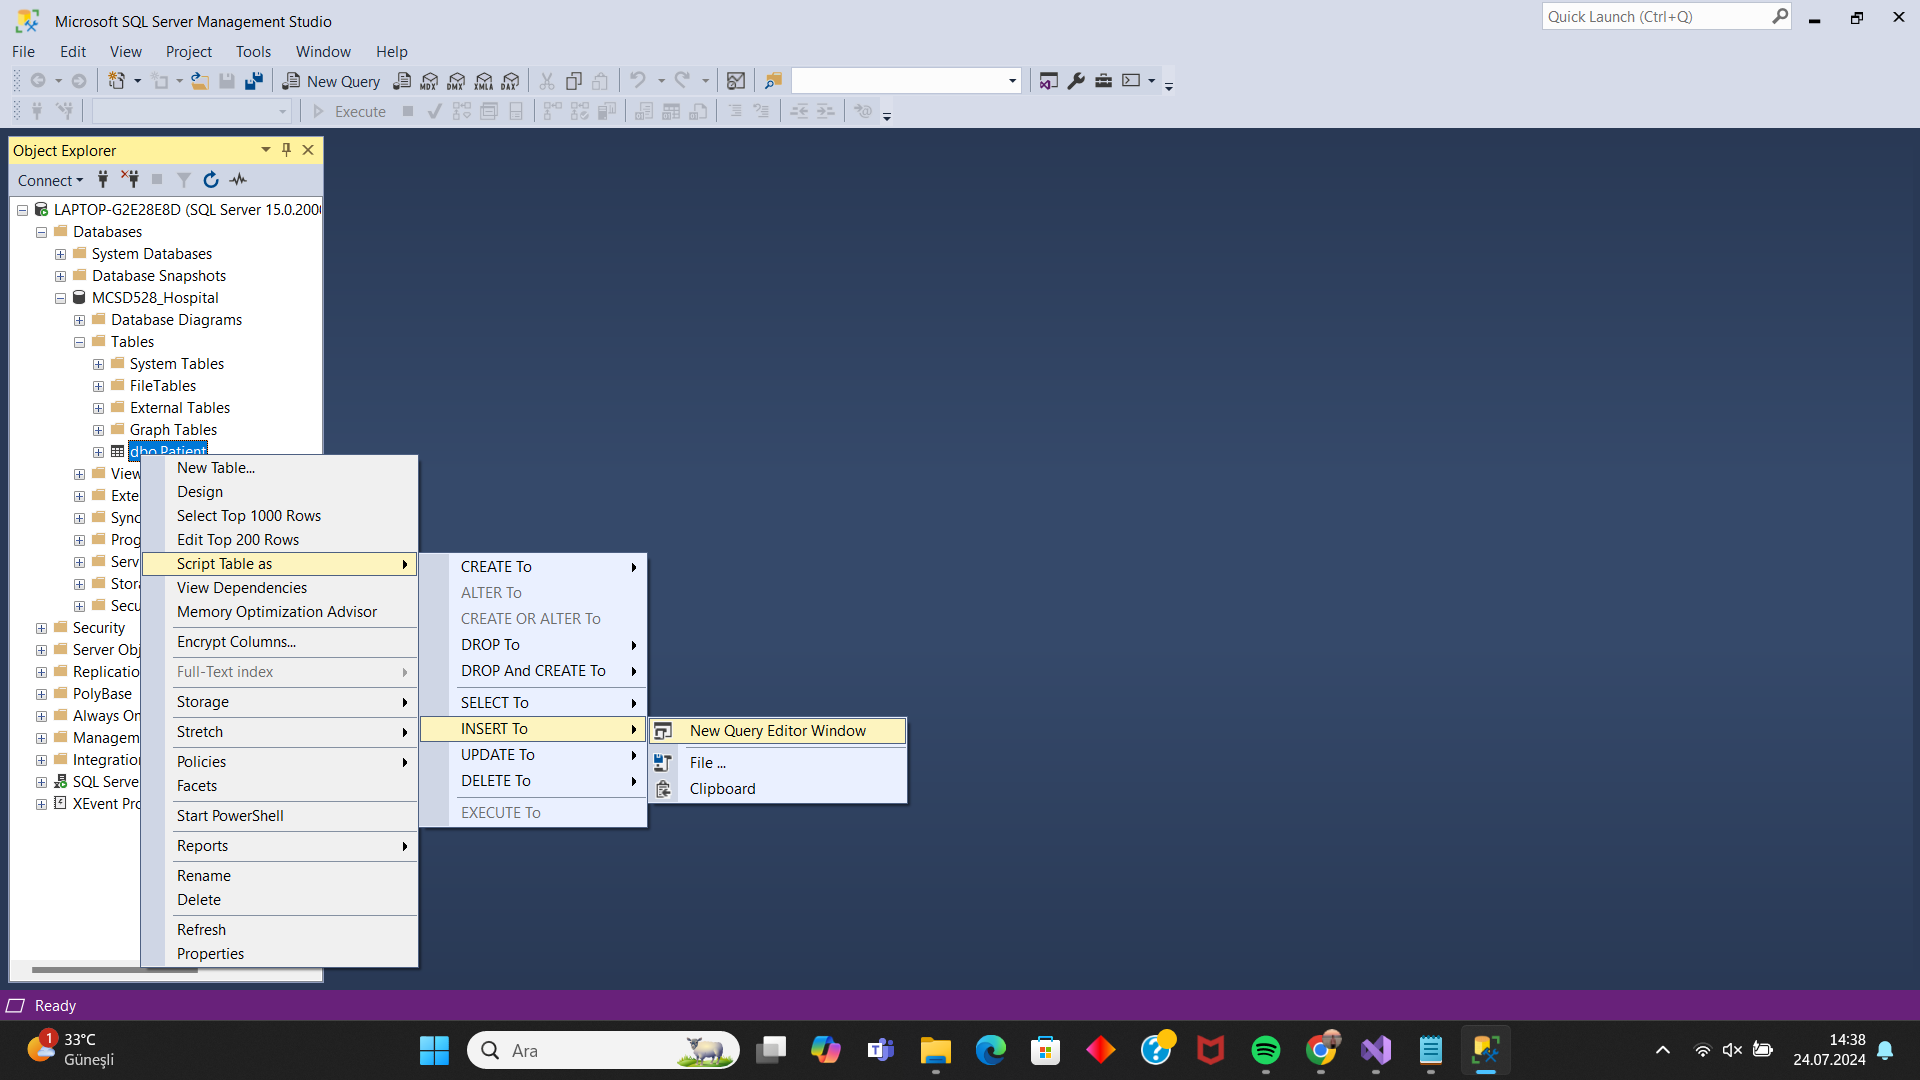 Microsoft SQL Server Management Studio
Quick Launch (Ctrl+Q)
File Edit View Project Tools Window Help
New Query MDX DMX XMLA DAX
Execute
Object Explorer
Connect
LAPTOP-G2E28E8D (SQL Server 15.0.200
Databases
System Databases
Database Snapshots
MCSD528_Hospital
Database Diagrams
Tables
System Tables
FileTables
External Tables
Graph Tables
dbo.Patient
View
Exte
Sync
Prog
Serv
Stor
Secu
Security
Server Obj
Replicatio
PolyBase
Always On
Managem
Integration
SQL Serve
XEvent Pro
New Table...
Design
Select Top 1000 Rows
Edit Top 200 Rows
Script Table as
View Dependencies
Memory Optimization Advisor
Encrypt Columns...
Full-Text index
Storage
Stretch
Policies
Facets
Start PowerShell
Reports
Rename
Delete
Refresh
Properties
CREATE To
ALTER To
CREATE OR ALTER To
DROP To
DROP And CREATE To
SELECT To
INSERT To
UPDATE To
DELETE To
EXECUTE To
New Query Editor Window
File ...
Clipboard
Ready
1
33°C
Güneşli
Ara
14:38
24.07.2024